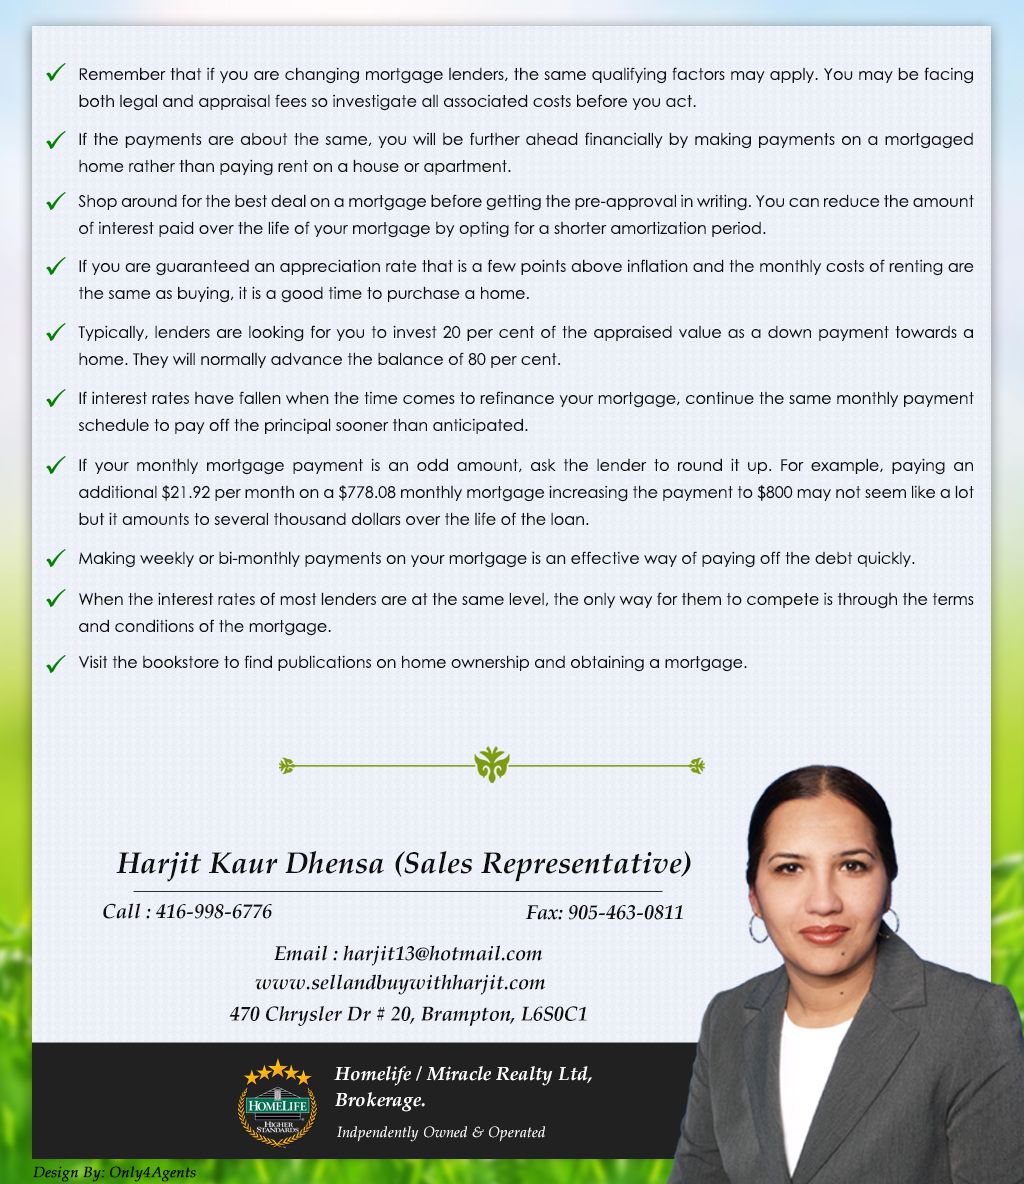 Remember that if you are changing mortgage lenders, the same qualifying factors may apply. You may be facing
both legal and appraisal fees so investigate all associated costs before you act.
If the payments are about the same, you will be further ahead financially by making payments on a mortgaged
home rather than paying rent on a house or apartment.
Shop around for the best deal on a mortgage before getting the pre-approval in writing. You can reduce the amount
of interest paid over the life of your mortgage by opting for a shorter amortization period.
If you are guaranteed an appreciation rate that is a few points above inflation and the monthly costs of renting are
the same as buying, it is a good time to purchase a home.
Typically, lenders are looking for you to invest 20 per cent of the appraised value as a down payment towards a
home. They will normally advance the balance of 80 per cent.
If interest rates have fallen when the time comes to refinance your mortgage, continue the same monthly payment
schedule to pay off the principal sooner than anticipated.
If your monthly mortgage payment is an odd amount, ask the lender to round it up. For example, paying an
additional $21.92 per month on a $778.08 monthly mortgage increasing the payment to $800 may not seem like a lot
but it amounts to several thousand dollars over the life of the loan.
Making weekly or bi-monthly payments on your mortgage is an effective way of paying off the debt quickly.
When the interest rates of most lenders are at the same level, the only way for them to compete is through the terms
and conditions of the mortgage.
Visit the bookstore to find publications on home ownership and obtaining a mortgage.
Harjit Kaur Dhensa (Sales Representative)
Call : 416-998-6776 Fax: 905-463-0811
Email : harjit13@hotmail.com
www.sellandbuywithharjit.com
470 Chrysler Dr # 20, Brampton, L6S0C1
Homelife / Miracle Realty Ltd,
Brokerage.
Indpendently Owned & Operated
HOMELIFE
HIGHER
STANDARDS
Design By: Only4Agents